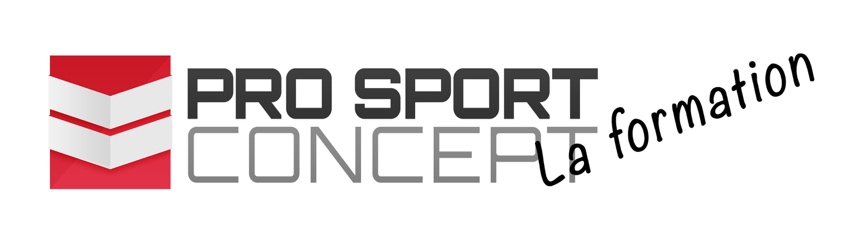 PRO SPORT
CONCEPT
La formation